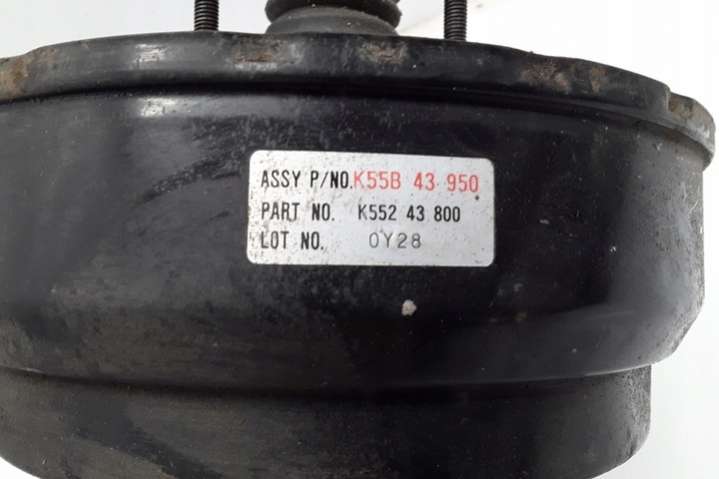 ASSY P/NO. K55B 43 950
PART NO. K552 43 800
LOT NO. 0Y28